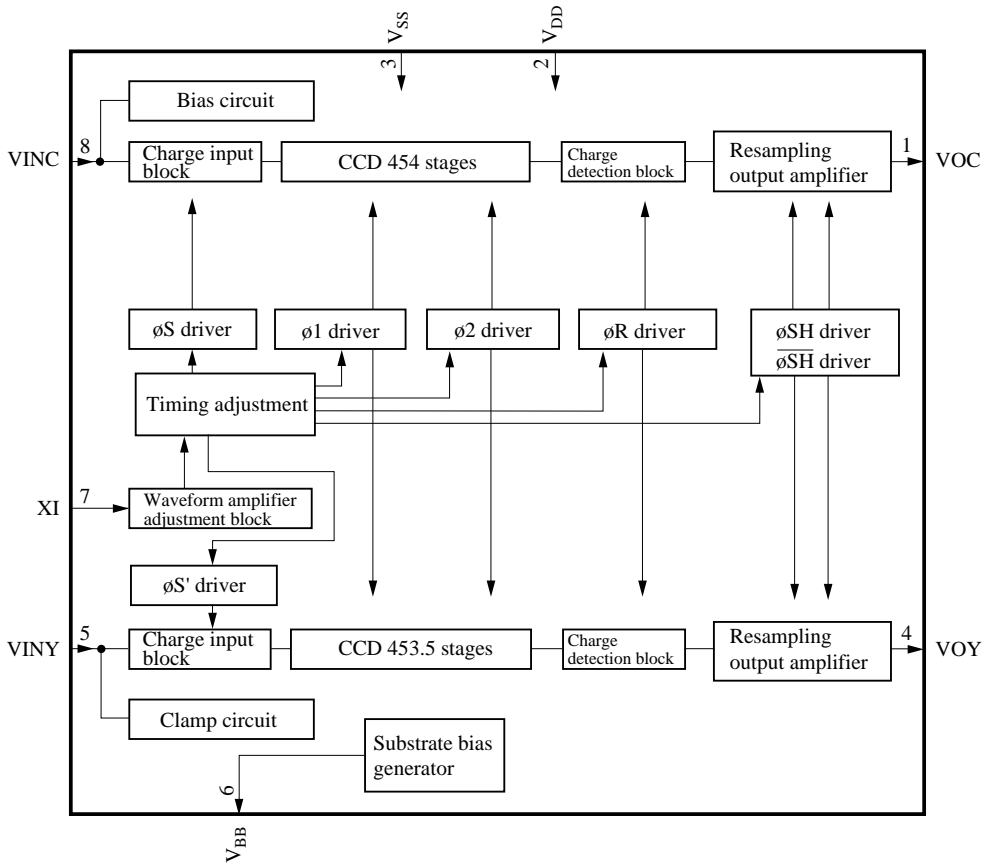 VSS
VDD
3
2
Bias circuit
VINC
8
Charge input
block
CCD 454 stages
Charge
detection block
Resampling
output amplifier
1
VOC
øS driver
ø1 driver
ø2 driver
øR driver
øSH driver
ø̅S̅H̅ driver
Timing adjustment
XI
7
Waveform amplifier
adjustment block
øS' driver
VINY
5
Charge input
block
CCD 453.5 stages
Charge
detection block
Resampling
output amplifier
4
VOY
Clamp circuit
Substrate bias
generator
6
VBB